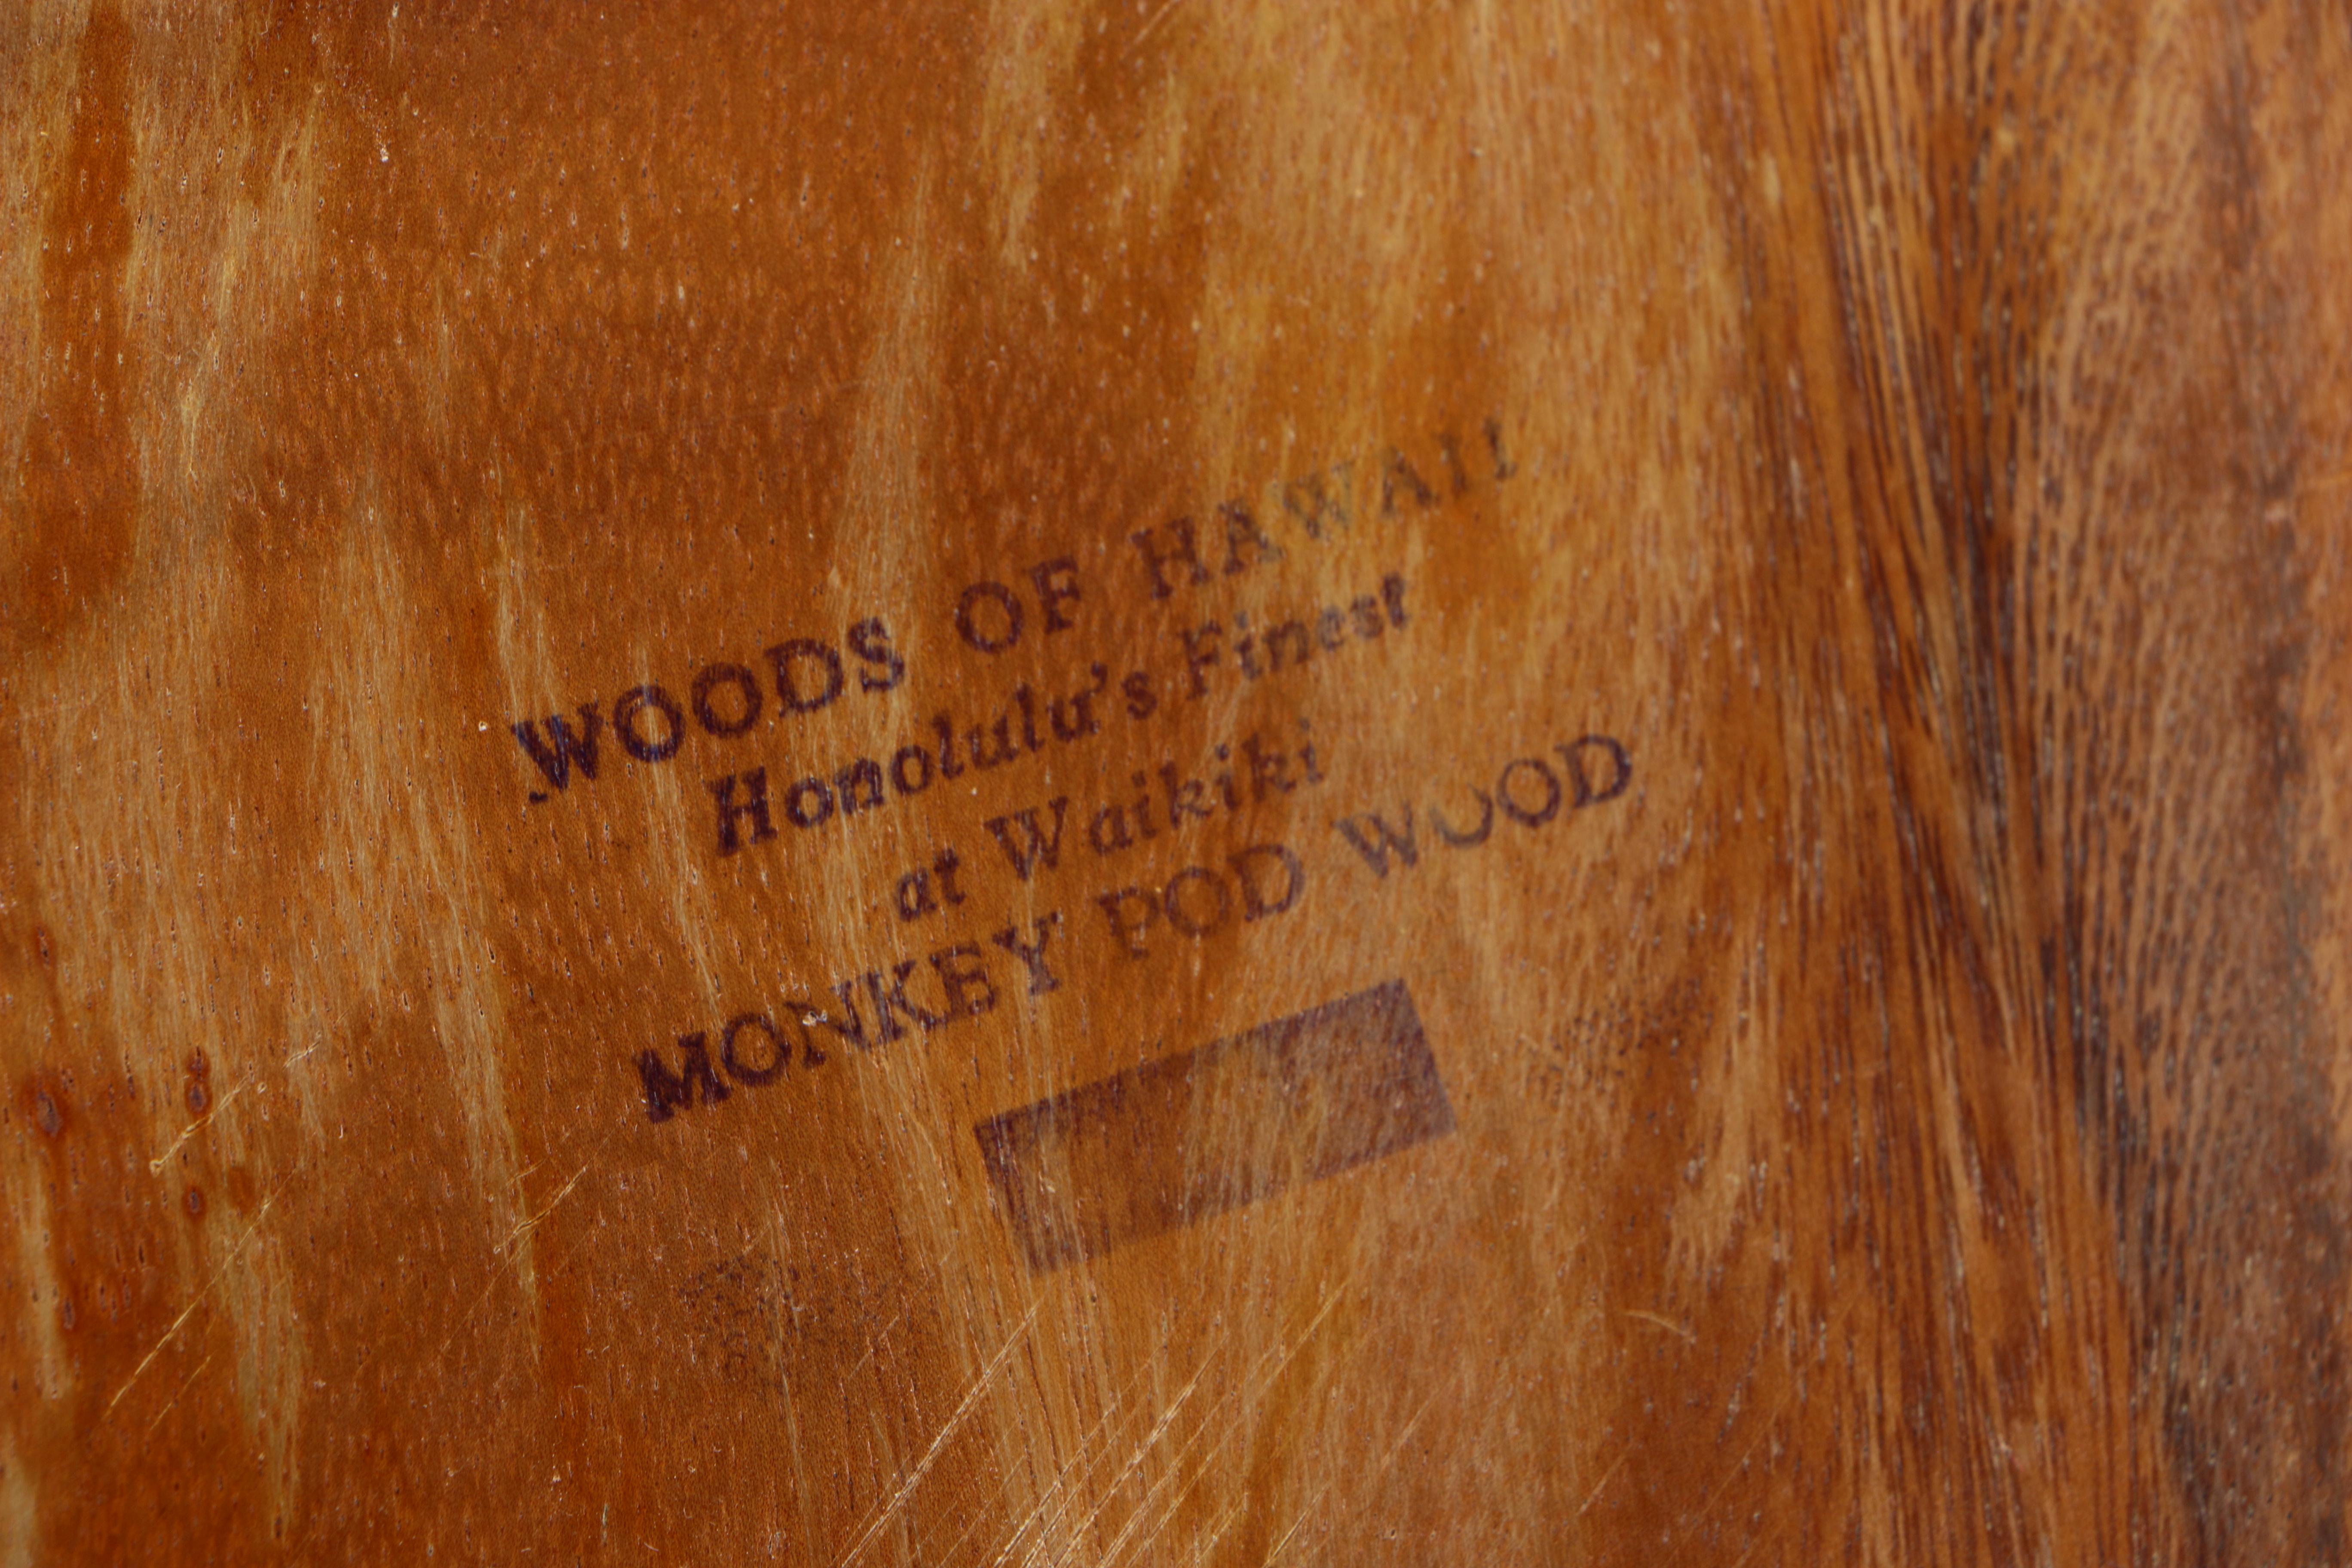 WOODS OF HAWAII
Honolulu's Finest
at Waikiki
MONKEY POD WOOD